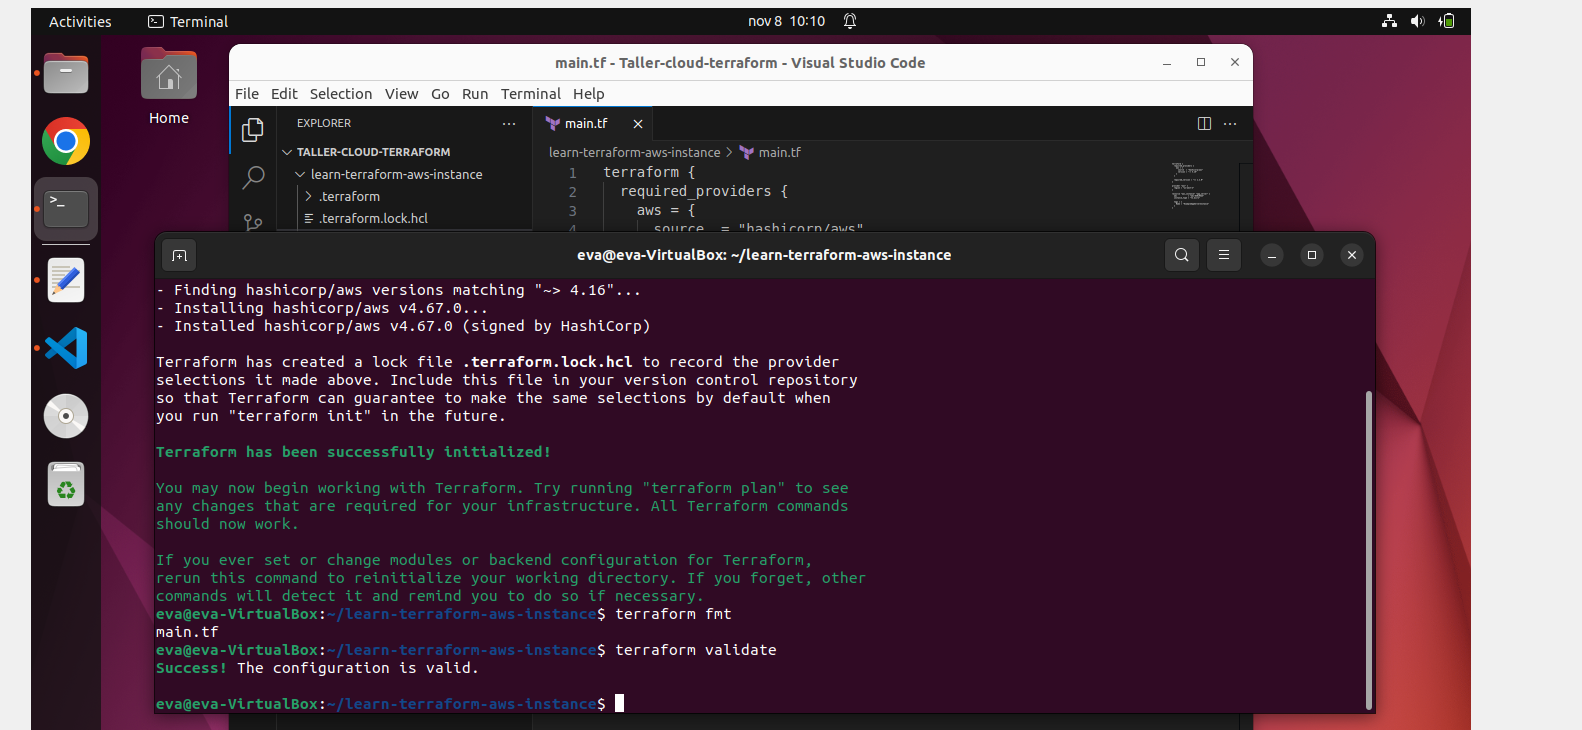 Activities
Terminal
nov 8 10:10
Home
main.tf - Taller-cloud-terraform - Visual Studio Code
File Edit Selection View Go Run Terminal Help
EXPLORER
main.tf
TALLER-CLOUD-TERRAFORM
learn-terraform-aws-instance
.terraform
.terraform.lock.hcl
learn-terraform-aws-instance > main.tf
1 terraform {
2 required_providers {
3 aws = {
4 source = "hashicorp/aws"
eva@eva-VirtualBox: ~/learn-terraform-aws-instance
- Finding hashicorp/aws versions matching "~> 4.16"...
- Installing hashicorp/aws v4.67.0...
- Installed hashicorp/aws v4.67.0 (signed by HashiCorp)
Terraform has created a lock file .terraform.lock.hcl to record the provider
selections it made above. Include this file in your version control repository
so that Terraform can guarantee to make the same selections by default when
you run "terraform init" in the future.
Terraform has been successfully initialized!
You may now begin working with Terraform. Try running "terraform plan" to see
any changes that are required for your infrastructure. All Terraform commands
should now work.
If you ever set or change modules or backend configuration for Terraform,
rerun this command to reinitialize your working directory. If you forget, other
commands will detect it and remind you to do so if necessary.
eva@eva-VirtualBox:~/learn-terraform-aws-instance$ terraform fmt
main.tf
eva@eva-VirtualBox:~/learn-terraform-aws-instance$ terraform validate
Success! The configuration is valid.
eva@eva-VirtualBox:~/learn-terraform-aws-instance$